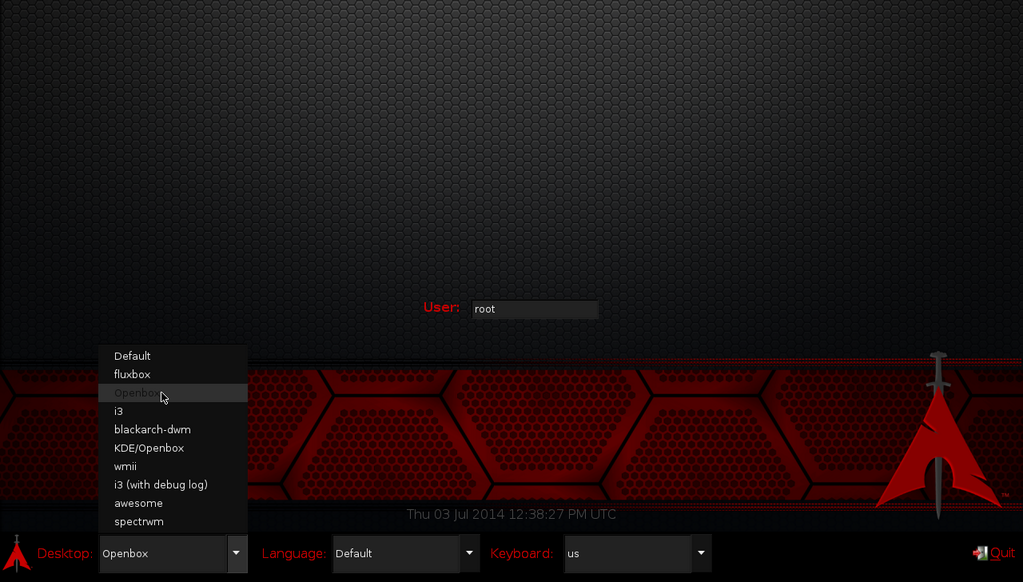 User: root
Default
fluxbox
Openbox
i3
blackarch-dwm
KDE/Openbox
wmii
i3 (with debug log)
awesome
spectrwm
Thu 03 Jul 2014 12:38:27 PM UTC
Desktop: Openbox Language: Default Keyboard: us Quit